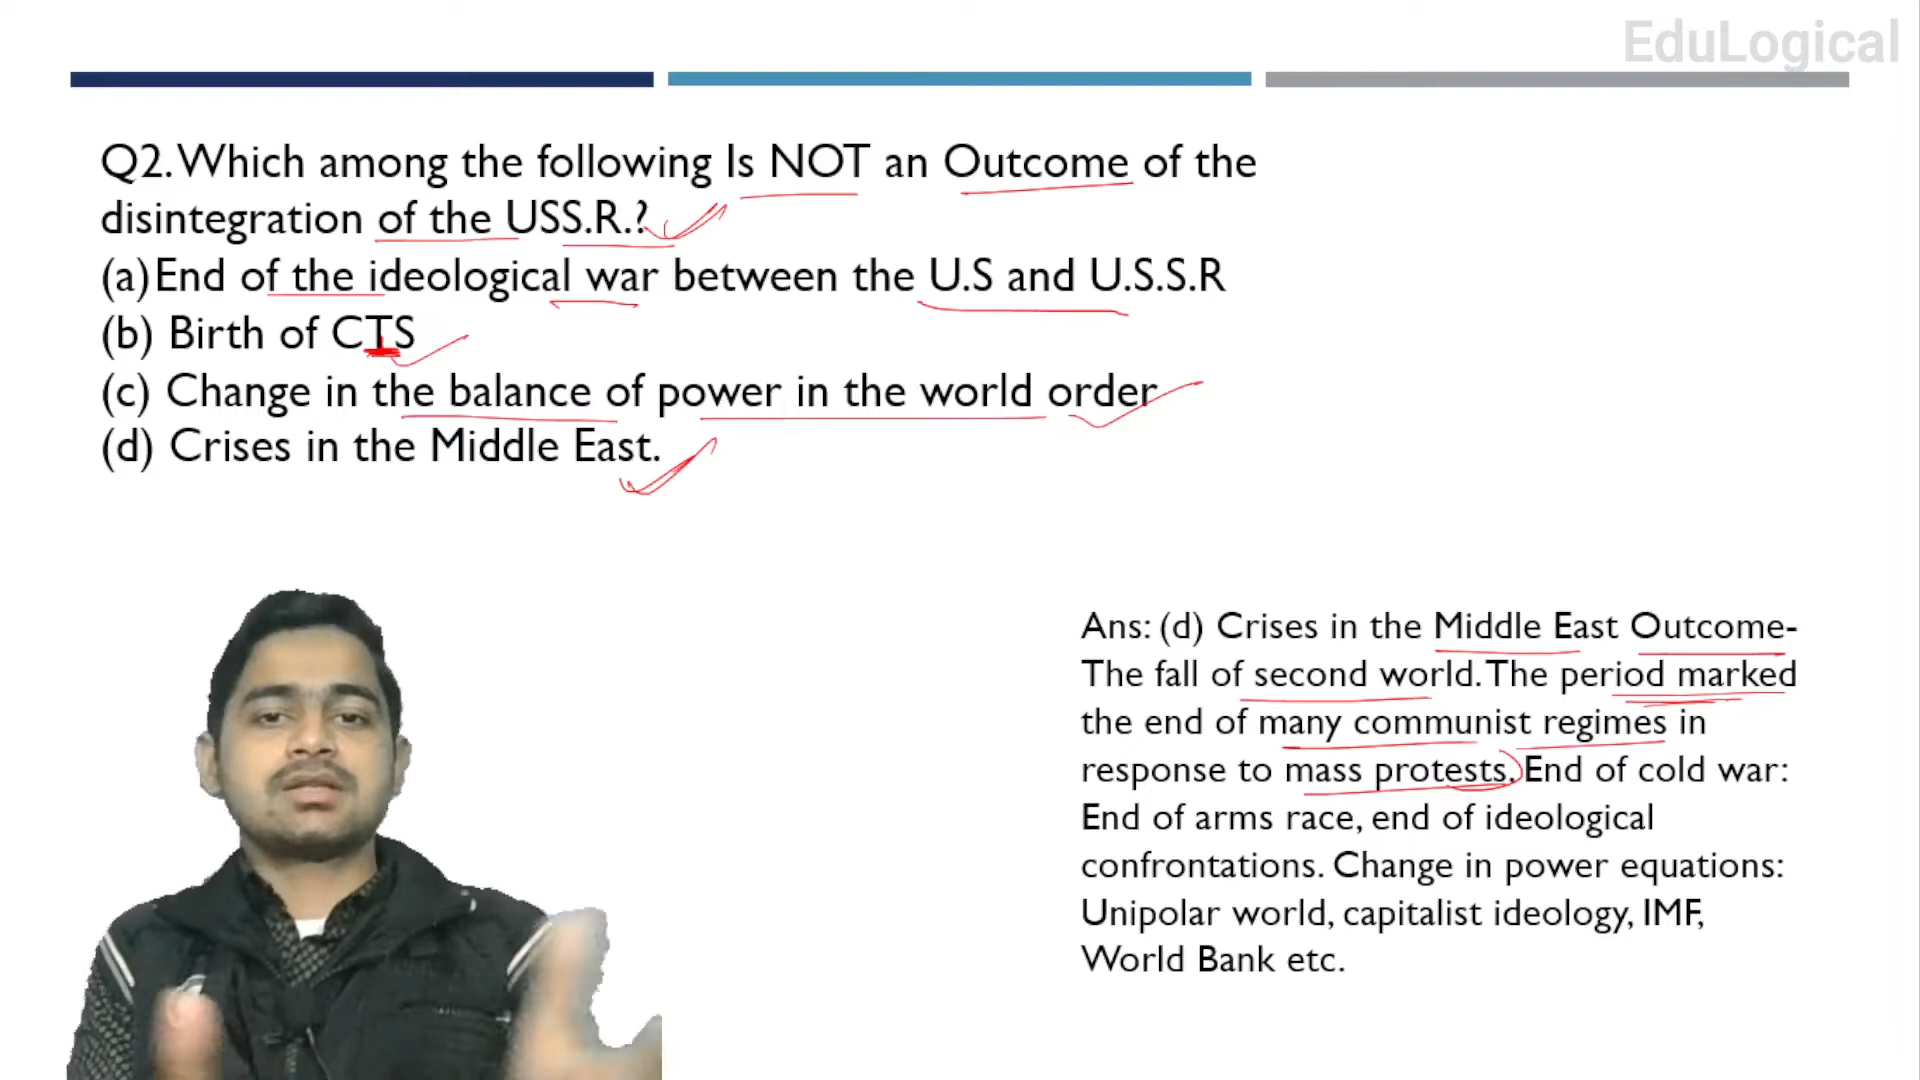 EduLogical
Q2. Which among the following Is NOT an Outcome of the
disintegration of the USS.R.?
(a)End of the ideological war between the U.S and U.S.S.R
(b) Birth of CTS
(c) Change in the balance of power in the world order
(d) Crises in the Middle East.
Ans: (d) Crises in the Middle East Outcome-
The fall of second world. The period marked
the end of many communist regimes in
response to mass protests. End of cold war:
End of arms race, end of ideological
confrontations. Change in power equations:
Unipolar world, capitalist ideology, IMF,
World Bank etc.